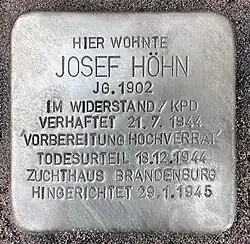 HIER WOHNTE
JOSEF HÖHN
JG. 1902
IM WIDERSTAND / KPD
VERHAFTET 21.7.1944
'VORBEREITUNG HOCHVERRAT'
TODESURTEIL 18.12.1944
ZUCHTHAUS BRANDENBURG
HINGERICHTET 29.1.1945